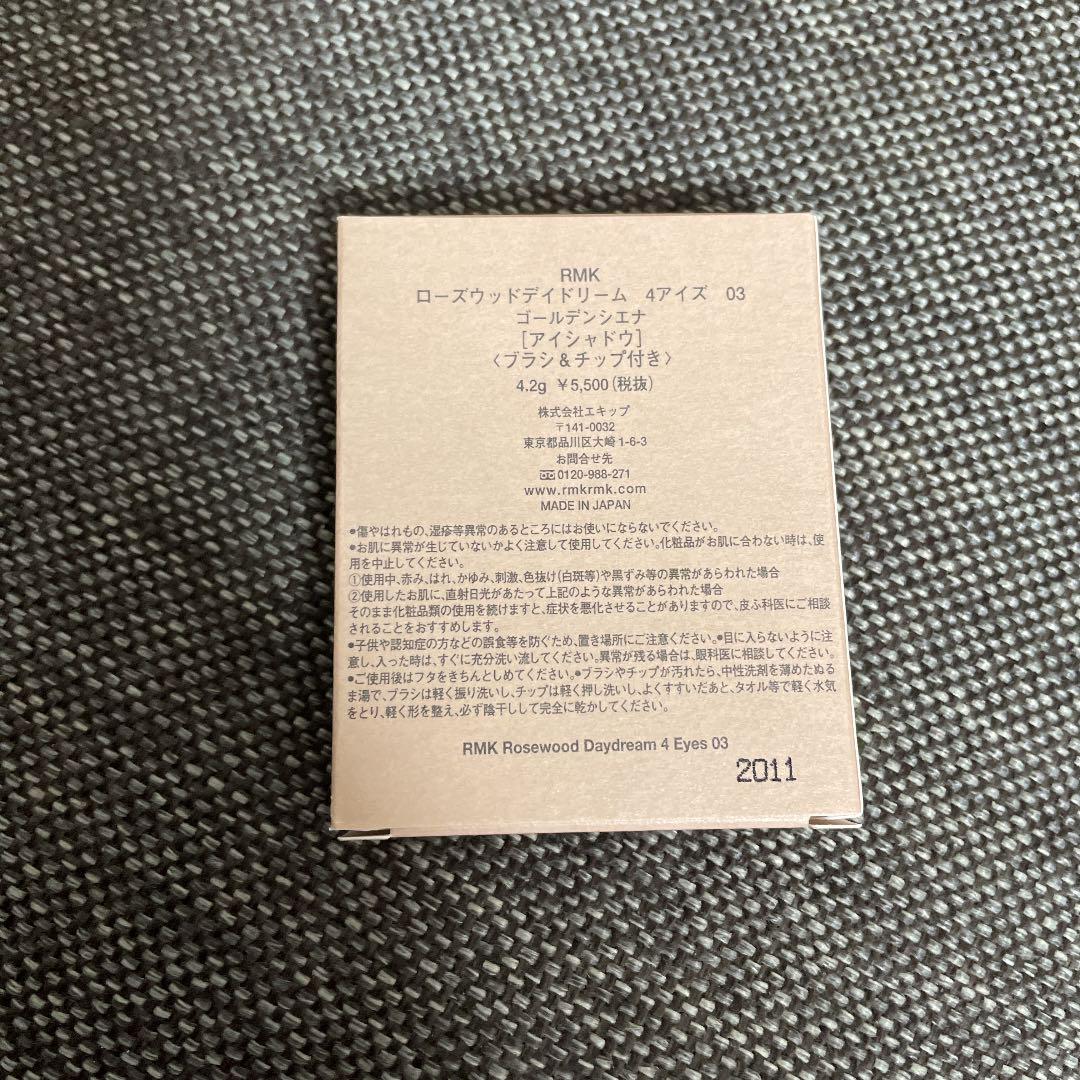 RMK
ローズウッドデイドリーム　4アイズ　03
ゴールデンシエナ
[アイシャドウ]
〈ブラシ＆チップ付き〉
4.2g ￥5,500(税抜)
株式会社エキップ
〒141-0032
東京都品川区大崎1-6-3
お問合せ先
0120-988-271
www.rmkrmk.com
MADE IN JAPAN
●傷やはれもの、湿疹等異常のあるところにはお使いにならないでください。
●お肌に異常が生じていないかよく注意して使用してください。化粧品がお肌に合わない時は、使
用を中止してください。
①使用中、赤み、はれ、かゆみ、刺激、色抜け(白斑等)や黒ずみ等の異常があらわれた場合
②使用したお肌に、直射日光があたって上記のような異常があらわれた場合
そのまま化粧品類の使用を続けますと、症状を悪化させることがありますので、皮ふ科医にご相談
されることをおすすめします。
●子供や認知症の方などの誤食等を防ぐため、置き場所にご注意ください。●目に入らないように注
意し、入った時は、すぐに充分洗い流してください。異常が残る場合は、眼科医に相談してください。
●ご使用後はフタをきちんとしめてください。●ブラシやチップが汚れたら、中性洗剤を薄めたぬる
ま湯で、ブラシは軽く振り洗いし、チップは軽く押し洗いし、よくすすいだあと、タオル等で軽く水気
をとり、軽く形を整え、必ず陰干しして完全に乾かしてください。
RMK Rosewood Daydream 4 Eyes 03
2011